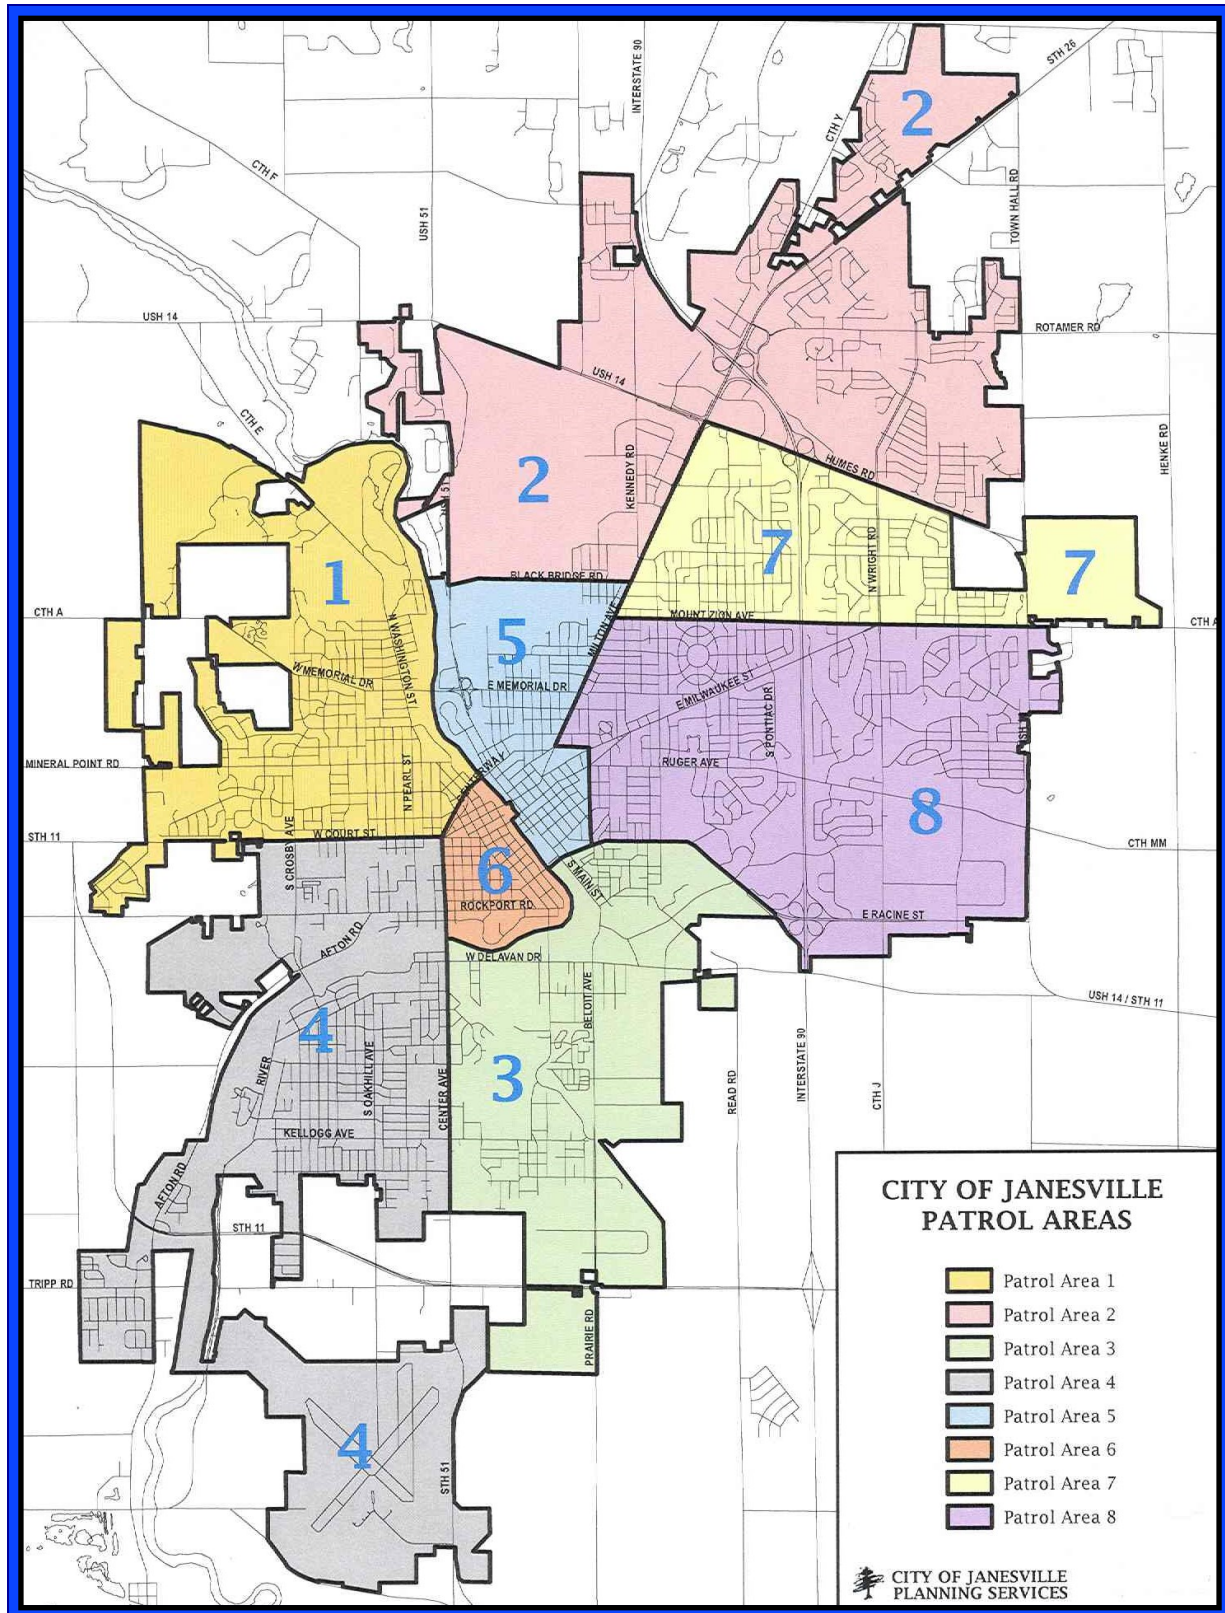 INTERSTATE 90
STH 26
2
CTH Y
CTH F
TOWN HALL RD
USH 51
USH 14
ROTAMER RD
USH 14
CTH E
HENKE RD
HUMES RD
KENNEDY RD
2
USH 51
7
N WRIGHT RD
7
BLACK BRIDGE RD
1
CTH A
MOUNT ZION AVE
CTH A
MILTON AVE
5
N WASHINGTON ST
W MEMORIAL DR
E MEMORIAL DR
E MILWAUKEE ST
S PONTIAC DR
MINERAL POINT RD
RUGER AVE
CENTERWAY
N PEARL ST
8
STH 11
W COURT ST
CTH MM
S CROSBY AVE
6
S MAIN ST
ROCKPORT RD
E RACINE ST
AFTON RD
W DELAVAN DR
BELOIT AVE
USH 14 / STH 11
4
3
RIVER
S OAKHILL AVE
CENTER AVE
READ RD
INTERSTATE 90
CTH J
KELLOGG AVE
AFTON RD
STH 11
TRIPP RD
PRAIRIE RD
4
STH 51
CITY OF JANESVILLE
PATROL AREAS
Patrol Area 1
Patrol Area 2
Patrol Area 3
Patrol Area 4
Patrol Area 5
Patrol Area 6
Patrol Area 7
Patrol Area 8
CITY OF JANESVILLE
PLANNING SERVICES